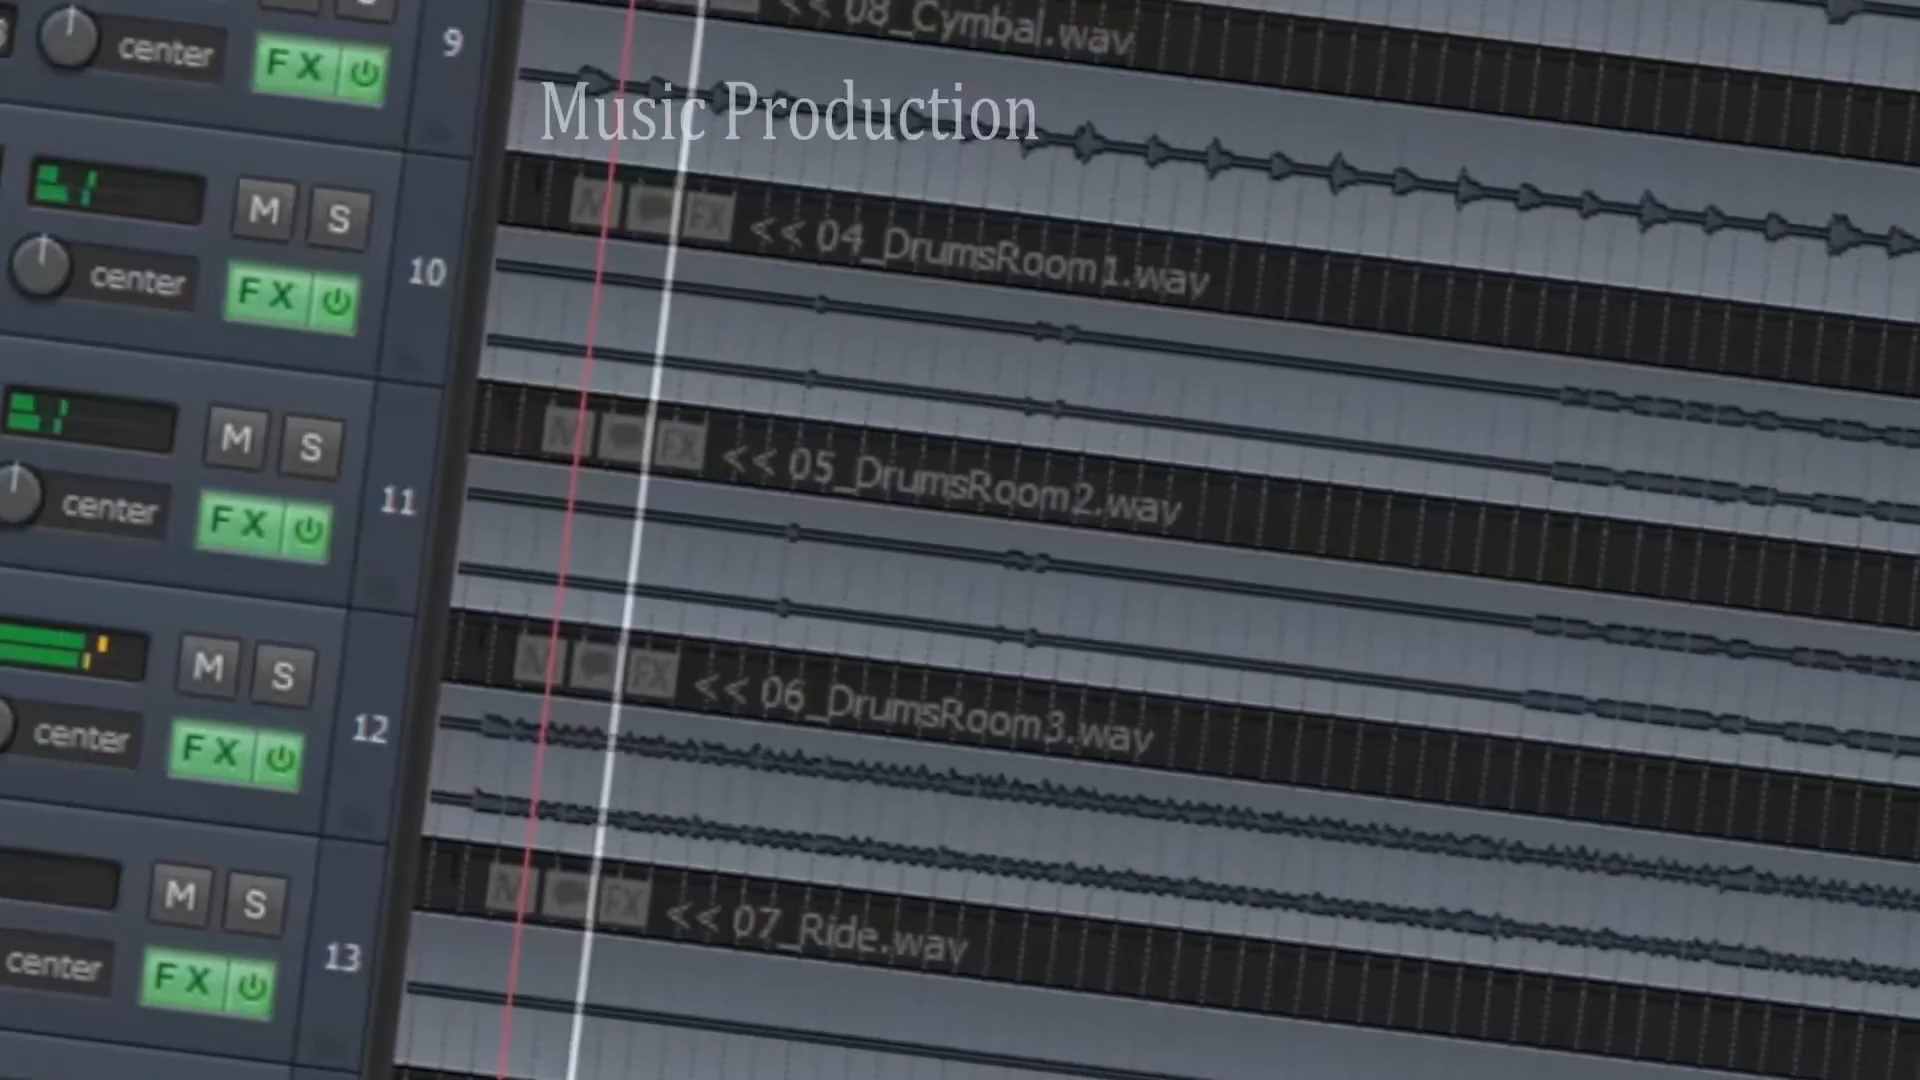 << 08_Cymbal.wav
center FX 9
Music Production
M S
FX << 04_DrumsRoom1.wav
center FX 10
M S
FX << 05_DrumsRoom2.wav
center FX 11
M S
FX << 06_DrumsRoom3.wav
center FX 12
M S
FX << 07_Ride.wav
center FX 13